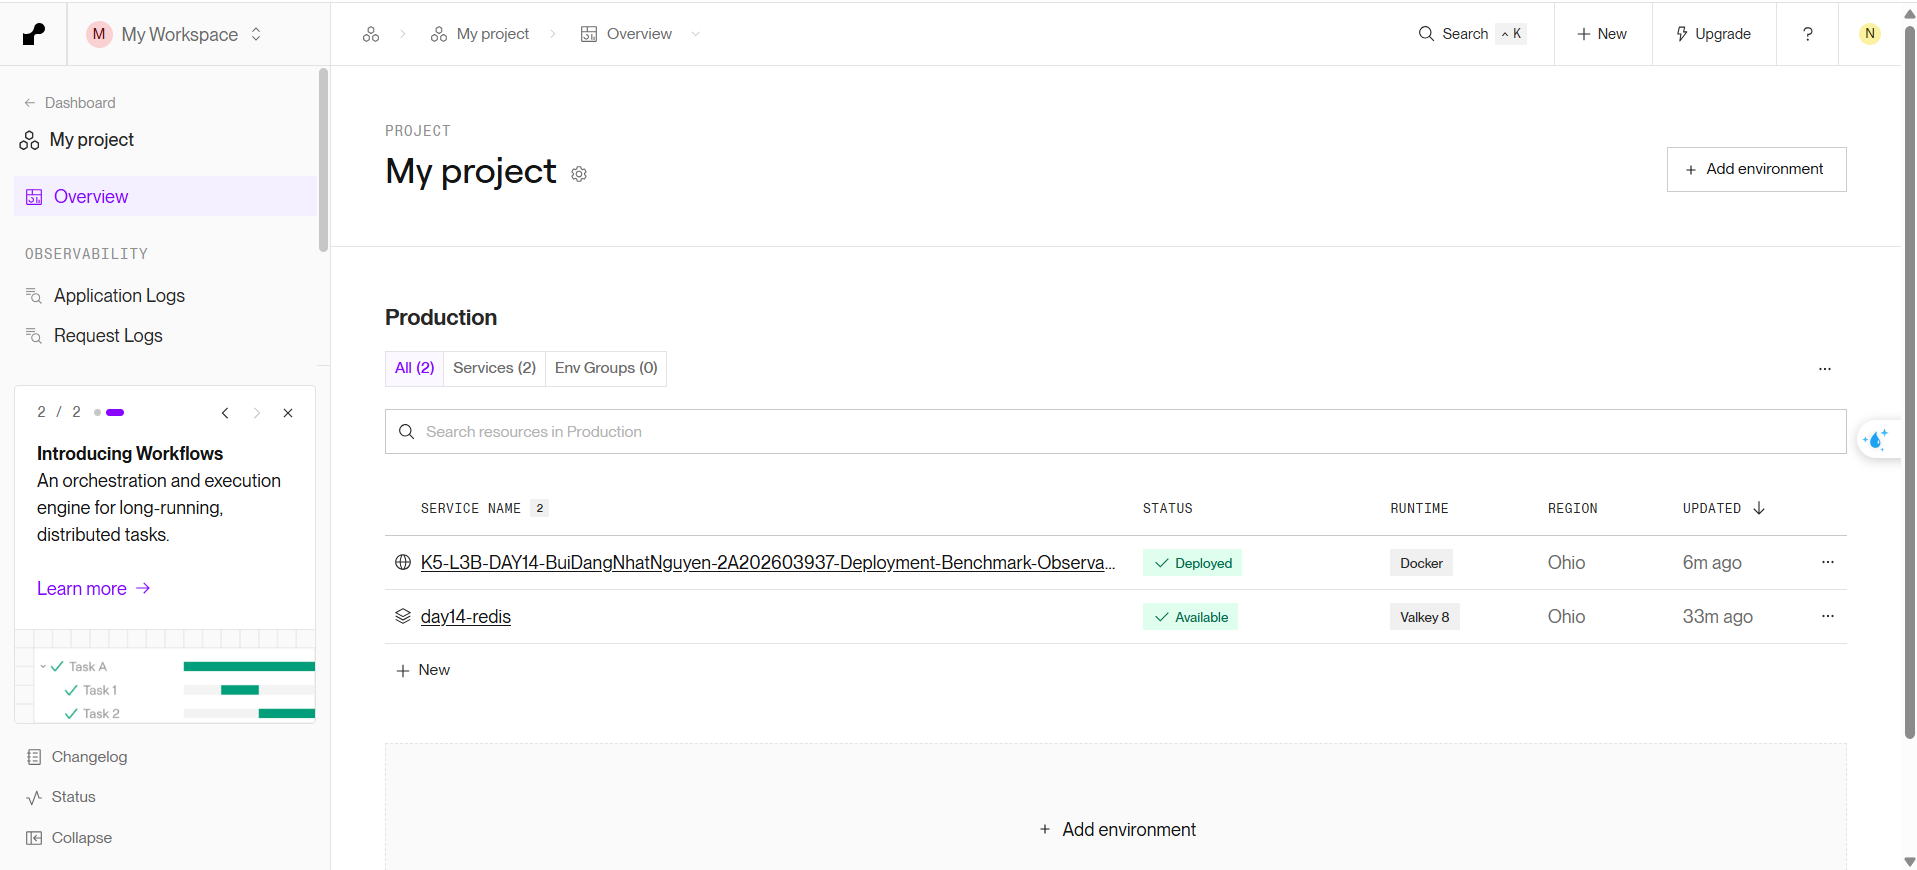 M My Workspace
My project
Overview
Search
K
New
Upgrade
?
N
Dashboard
My project
Overview
OBSERVABILITY
Application Logs
Request Logs
2 / 2
Introducing Workflows
An orchestration and execution
engine for long-running,
distributed tasks.
Learn more
Task A
Task 1
Task 2
Changelog
Status
Collapse
PROJECT
My project
+ Add environment
Production
All (2)
Services (2)
Env Groups (0)
Search resources in Production
SERVICE NAME 2 STATUS RUNTIME REGION UPDATED
K5-L3B-DAY14-BuiDangNhatNguyen-2A202603937-Deployment-Benchmark-Observa... Deployed Docker Ohio 6m ago
day14-redis Available Valkey 8 Ohio 33m ago
+ New
+ Add environment